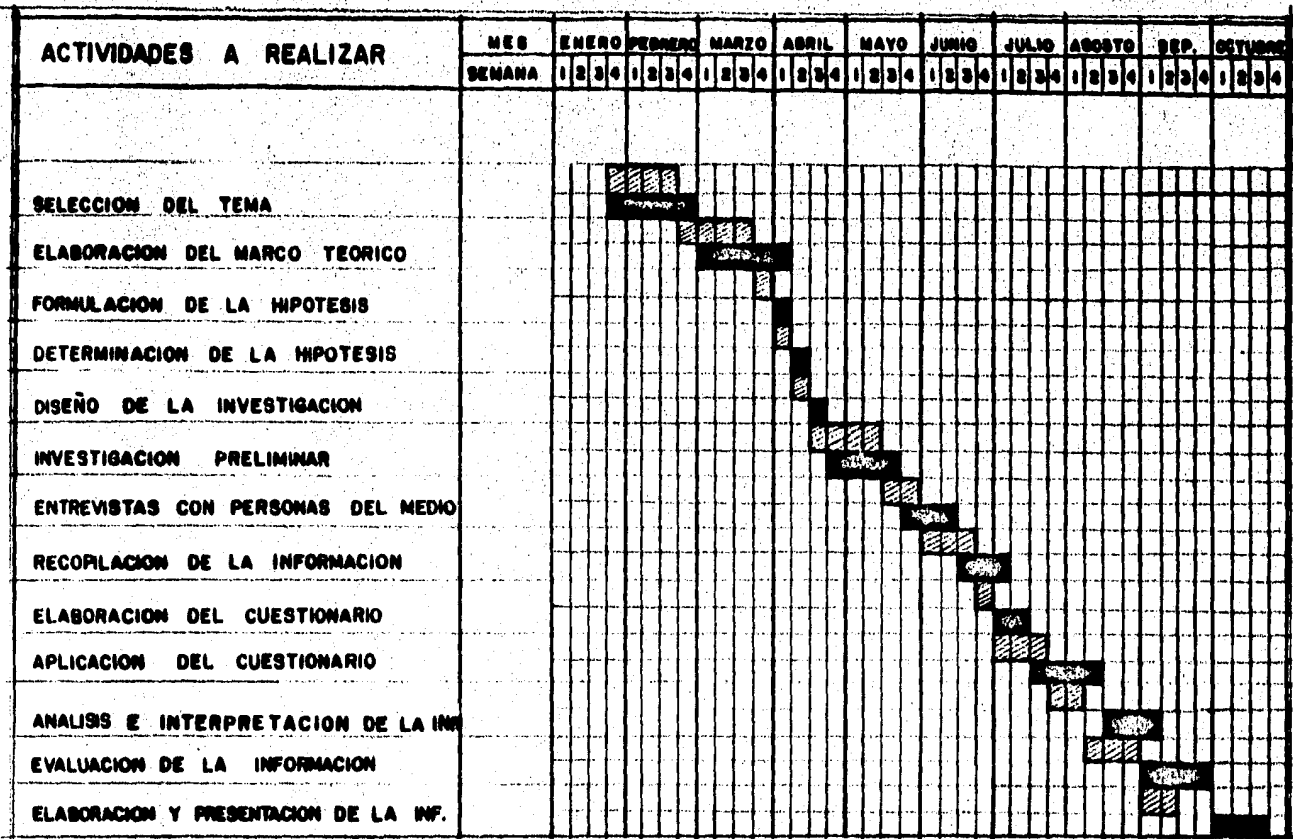 ACTIVIDADES A REALIZAR
MES ENERO FEBRERO MARZO ABRIL MAYO JUNIO JULIO AGOSTO SEP. OCTUBRE
SEMANA 1 2 3 4 1 2 3 4 1 2 3 4 1 2 3 4 1 2 3 4 1 2 3 4 1 2 3 4 1 2 3 4 1 2 3 4 1 2 3 4
SELECCION DEL TEMA
ELABORACION DEL MARCO TEORICO
FORMULACION DE LA HIPOTESIS
DETERMINACION DE LA HIPOTESIS
DISEÑO DE LA INVESTIGACION
INVESTIGACION PRELIMINAR
ENTREVISTAS CON PERSONAS DEL MEDIO
RECOPILACION DE LA INFORMACION
ELABORACION DEL CUESTIONARIO
APLICACION DEL CUESTIONARIO
ANALISIS E INTERPRETACION DE LA INF
EVALUACION DE LA INFORMACION
ELABORACION Y PRESENTACION DE LA INF.